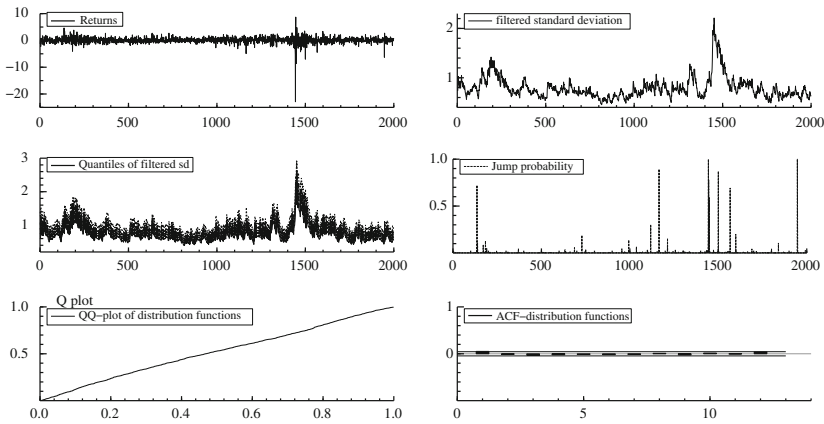 10
0
−10
−20
Returns
0 500 1000 1500 2000
2
1
filtered standard deviation
0 500 1000 1500 2000
3
2
1
Quantiles of filtered sd
0 500 1000 1500 2000
1.0
0.5
Jump probability
0 500 1000 1500 2000
Q plot
1.0
0.5
QQ−plot of distribution functions
0.0 0.2 0.4 0.6 0.8 1.0
1
0
ACF−distribution functions
0 5 10